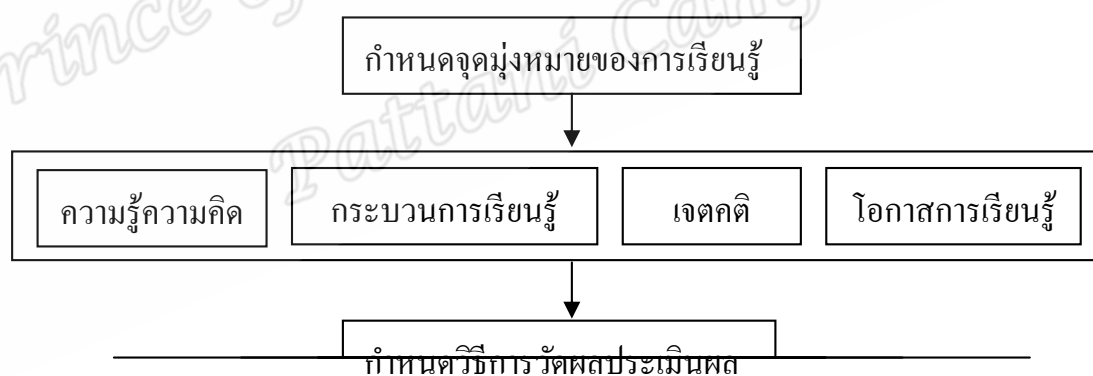 Prince of
Pattani Cam
กำหนดจุดมุ่งหมายของการเรียนรู้
ความรู้ความคิด กระบวนการเรียนรู้ เจตคติ โอกาสการเรียนรู้
กำหนดวิธีการวัดผลประเมินผล